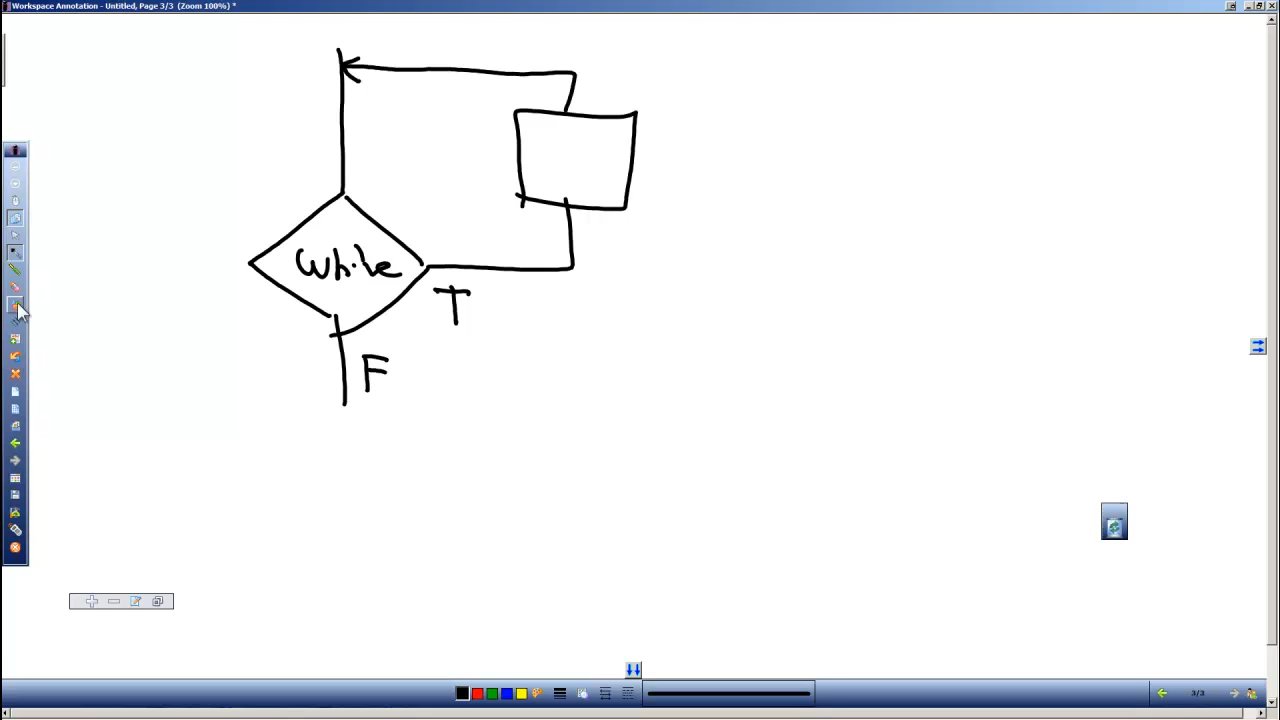 Workspace Annotation - Untitled, Page 3/3 (Zoom 100%) *
While
T
F
3/3